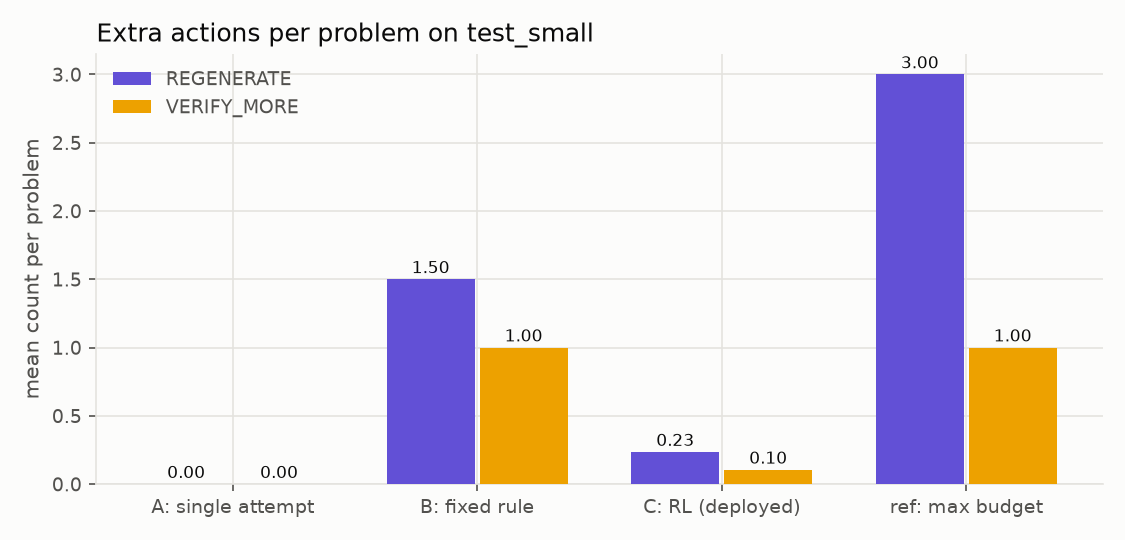 Extra actions per problem on test_small
REGENERATE
VERIFY_MORE
mean count per problem
3.0
2.5
2.0
1.5
1.0
0.5
0.0
0.00
0.00
1.50
1.00
0.23
0.10
3.00
1.00
A: single attempt
B: fixed rule
C: RL (deployed)
ref: max budget